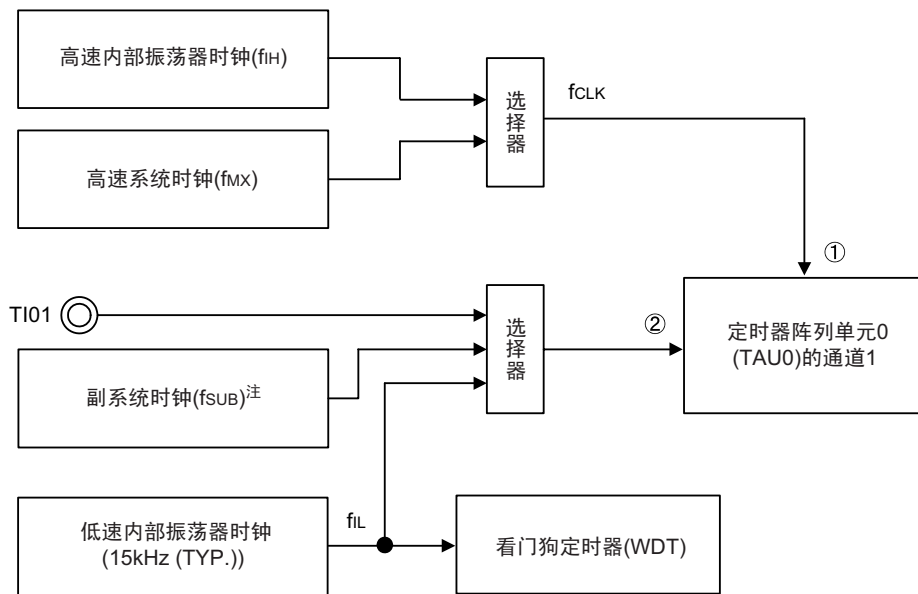 高速内部振荡器时钟(fIH)
选择器
fCLK
高速系统时钟(fMX)
①
TI01
选择器
②
定时器阵列单元0
(TAU0)的通道1
副系统时钟(fSUB)注
低速内部振荡器时钟
(15kHz (TYP.))
fIL
看门狗定时器(WDT)